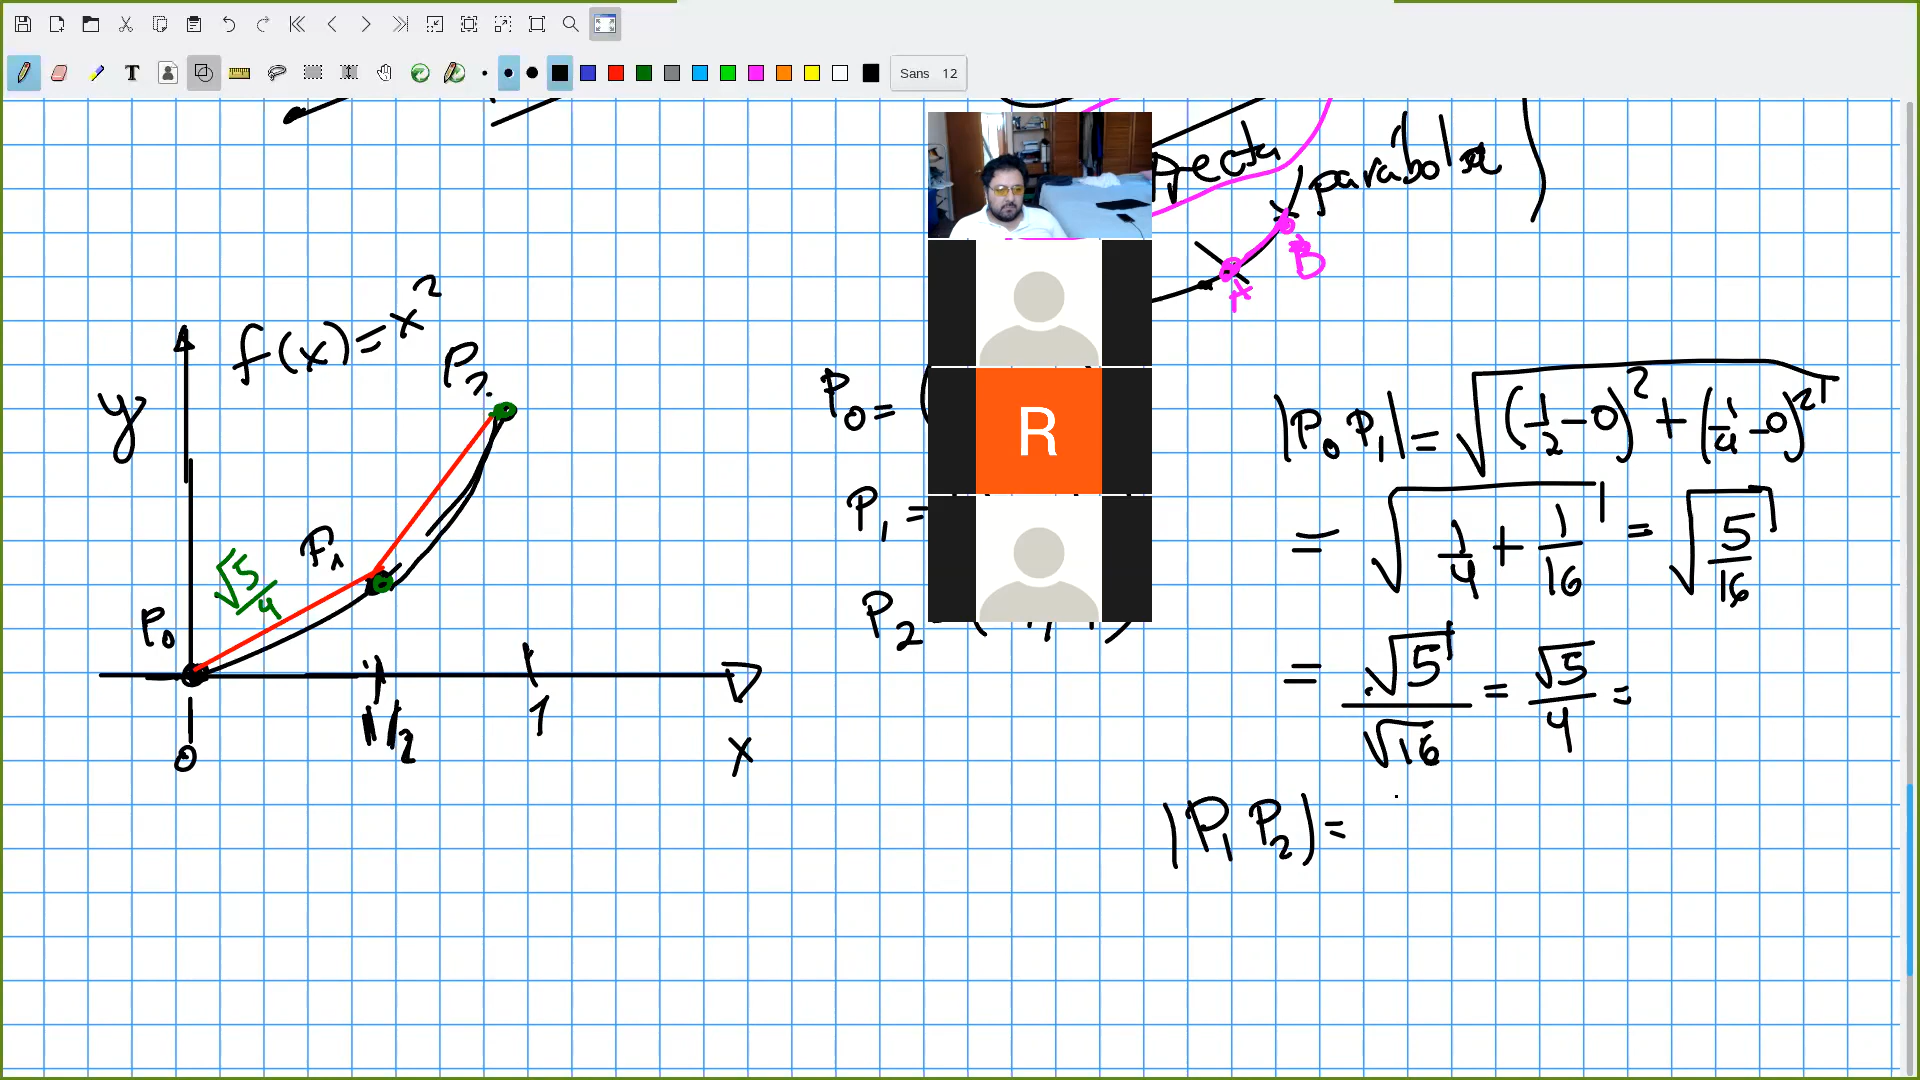 Sans 12
recta
parábola
B
A
f(x)=x²
y
P₂
P₁
P₀
√5/4
0
1/2
1
x
P₀=(
P₁=
P₂
R
|P₀P₁|=√((1/2-0)²+(1/4-0)²)
=√(1/4+1/16)=√(5/16)
=√5/√16=√5/4=
|P₁P₂|=